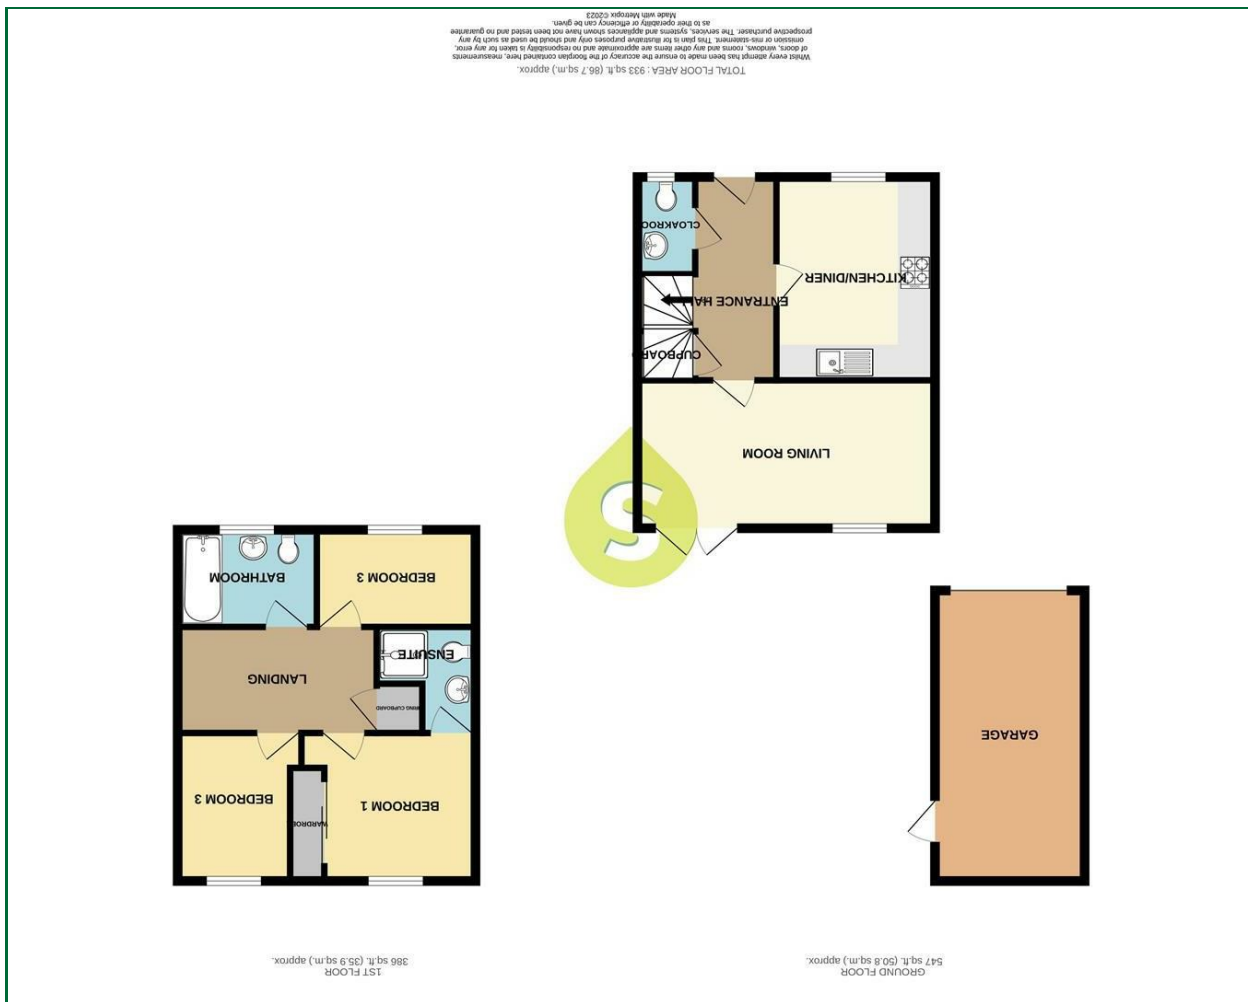 GROUND FLOOR
547 sq.ft. (50.8 sq.m.) approx.
1ST FLOOR
386 sq.ft. (35.9 sq.m.) approx.
GARAGE
LIVING ROOM
CUPBOARD
ENTRANCE HAL
KITCHEN/DINER
CLOAKROO
S
BEDROOM 1
WARDROBE
BEDROOM 3
IRING CUPBOARD
LANDING
ENSUITE
BEDROOM 3
BATHROOM
TOTAL FLOOR AREA : 933 sq.ft. (86.7 sq.m.) approx.
Whilst every attempt has been made to ensure the accuracy of the floorplan contained here, measurements
of doors, windows, rooms and any other items are approximate and no responsibility is taken for any error,
omission or mis-statement. This plan is for illustrative purposes only and should be used as such by any
prospective purchaser. The services, systems and appliances shown have not been tested and no guarantee
as to their operability or efficiency can be given.
Made with Metropix ©2023